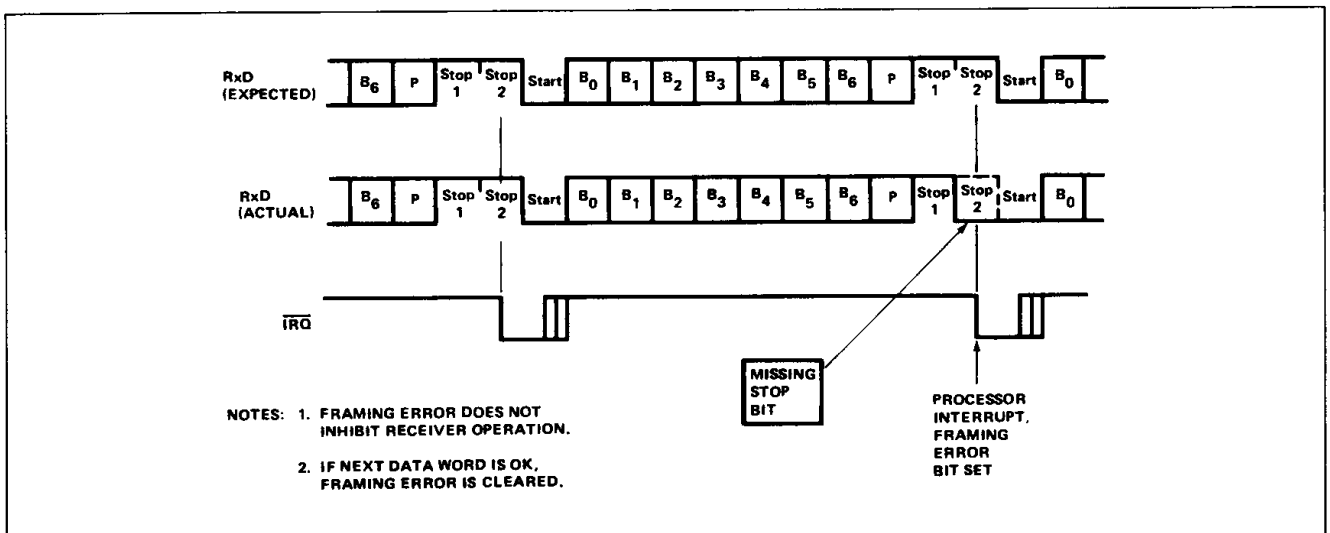 RxD
(EXPECTED)
B6 P Stop 1 Stop 2 Start B0 B1 B2 B3 B4 B5 B6 P Stop 1 Stop 2 Start B0
RxD
(ACTUAL)
B6 P Stop 1 Stop 2 Start B0 B1 B2 B3 B4 B5 B6 P Stop 1 Stop 2 Start B0
IRQ
MISSING
STOP
BIT
PROCESSOR
INTERRUPT,
FRAMING
ERROR
BIT SET
NOTES: 1. FRAMING ERROR DOES NOT
INHIBIT RECEIVER OPERATION.
2. IF NEXT DATA WORD IS OK,
FRAMING ERROR IS CLEARED.